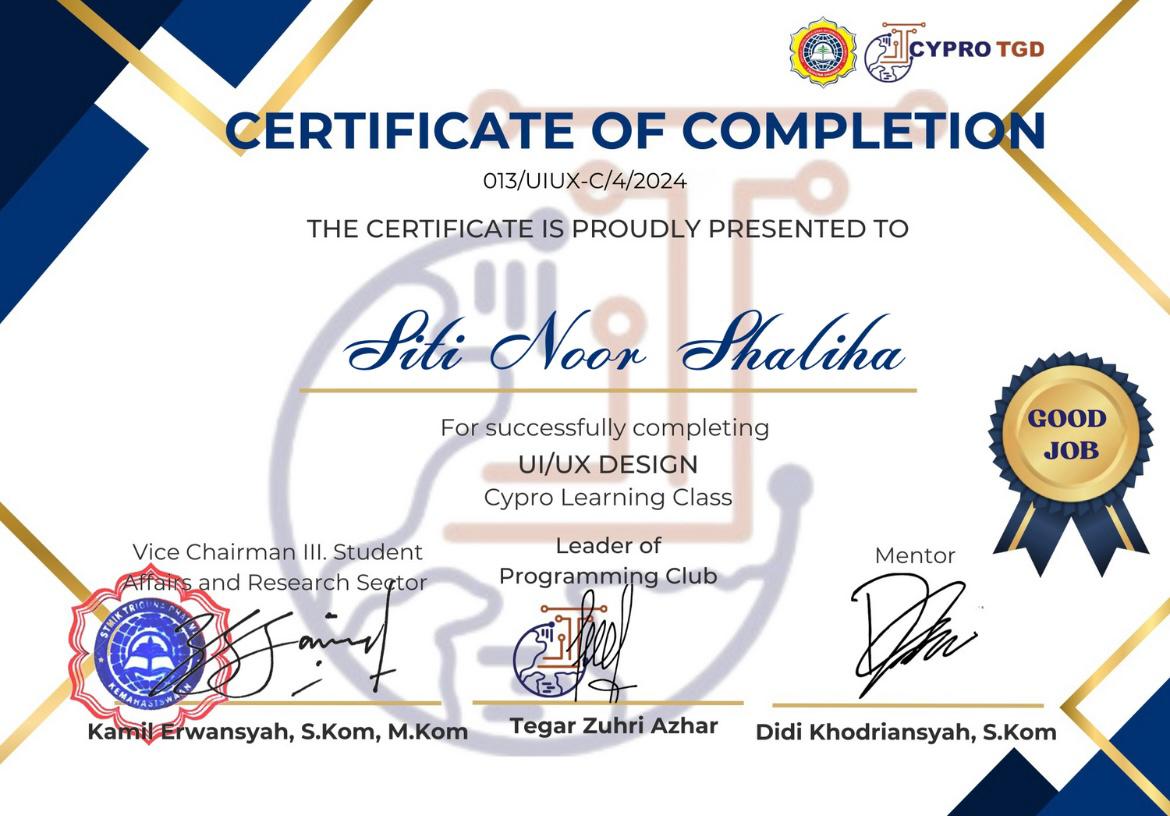 CYPRO TGD
CERTIFICATE OF COMPLETION
013/UIUX-C/4/2024
THE CERTIFICATE IS PROUDLY PRESENTED TO
Siti Noor Shaliha
For successfully completing
UI/UX DESIGN
Cypro Learning Class
GOOD
JOB
Vice Chairman III. Student
Affairs and Research Sector
Leader of
Programming Club
Mentor
STMIK TRIGUNA DHARMA
KEMAHASISWAAN
Kamil Erwansyah, S.Kom, M.Kom
Tegar Zuhri Azhar
Didi Khodriansyah, S.Kom